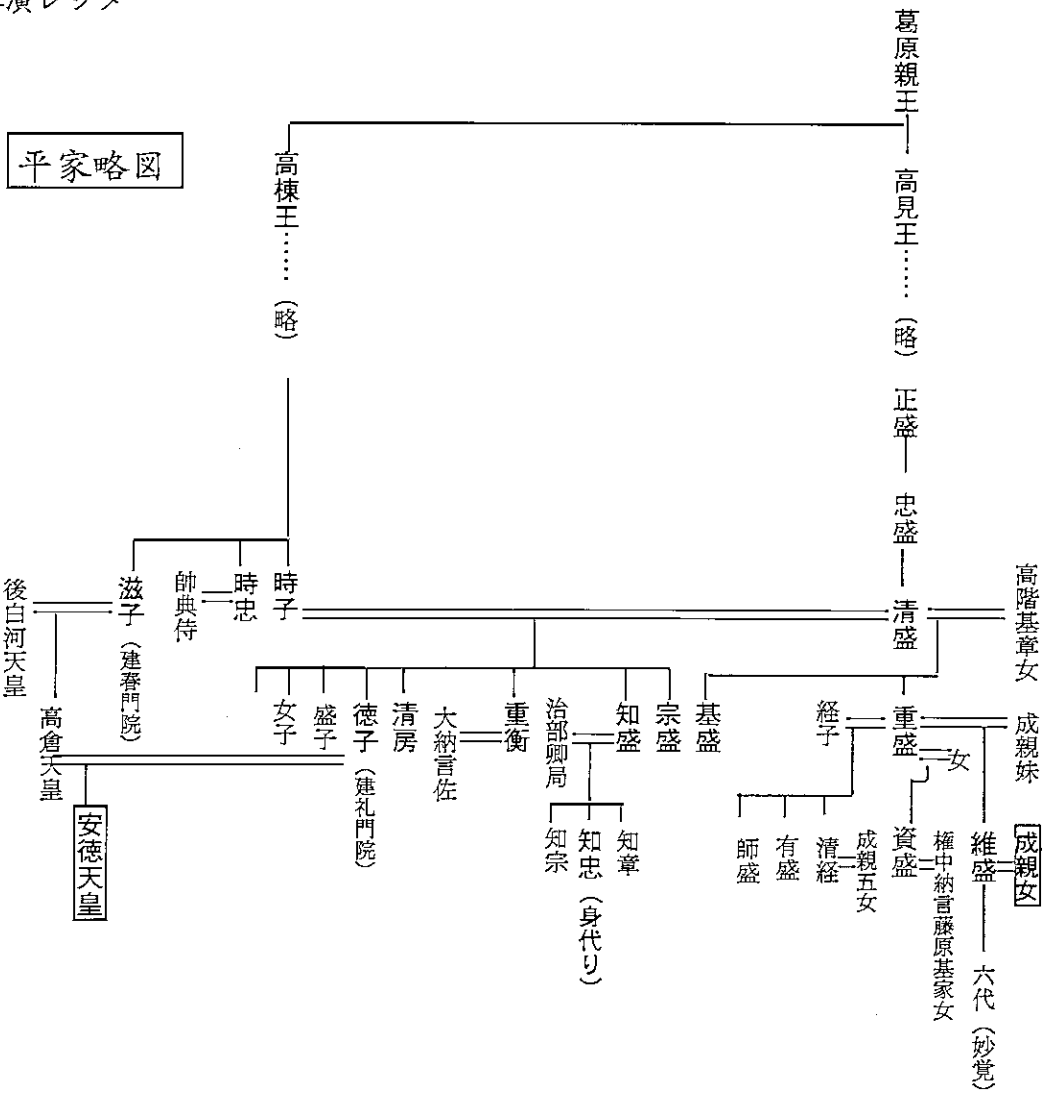 平家略図
葛原親王
高見王……(略)
正盛
忠盛
清盛
高階基章女
高棟王……(略)
時子
時忠
帥典侍
滋子(建春門院)
後白河天皇
高倉天皇
安徳天皇
成親妹
重盛
女
経子
基盛
宗盛
知盛
治部卿局
重衡
大納言佐
清房
徳子(建礼門院)
盛子
女子
成親女
維盛
権中納言藤原基家女
資盛
成親五女
清経
有盛
師盛
知章
知忠(身代り)
知宗
六代(妙覚)